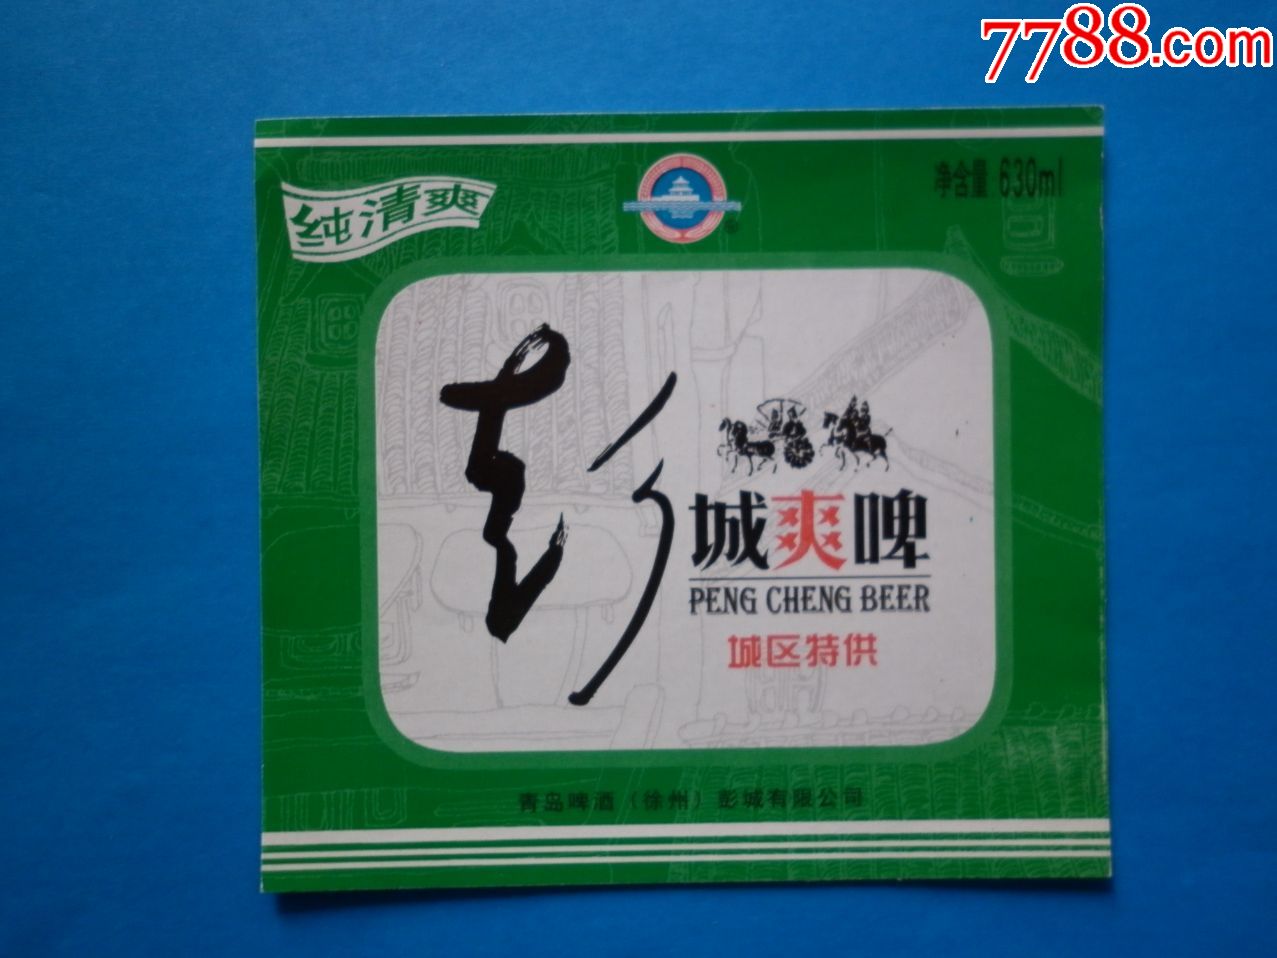 7788.com
纯清爽
净含量 630ml
®
彭
城爽啤
PENG CHENG BEER
城区特供
青岛啤酒（徐州）彭城有限公司